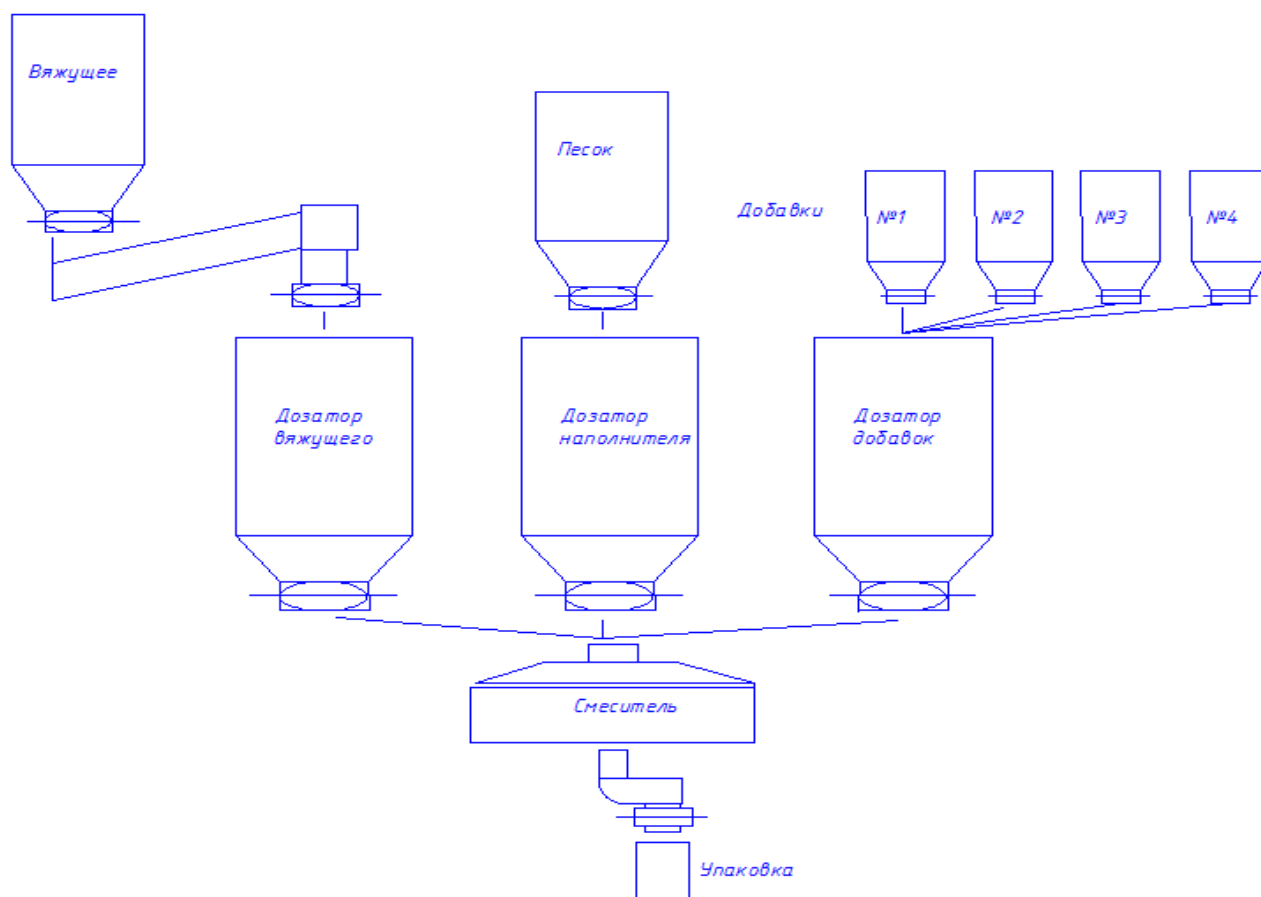 Вяжущее
Песок
Добавки
№1
№2
№3
№4
Дозатор
вяжущего
Дозатор
наполнителя
Дозатор
добавок
Смеситель
Упаковка